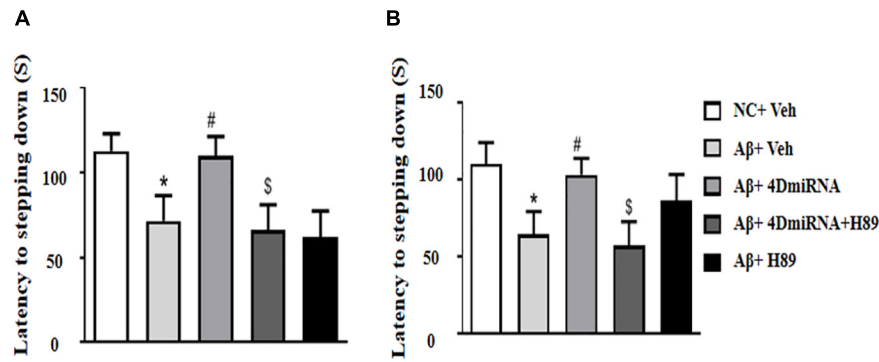 A
Latency to stepping down (S)
150
100
50
0
*
#
$
B
Latency to stepping down (S)
150
100
50
0
*
#
$
NC+ Veh
Aβ+ Veh
Aβ+ 4DmiRNA
Aβ+ 4DmiRNA+H89
Aβ+ H89